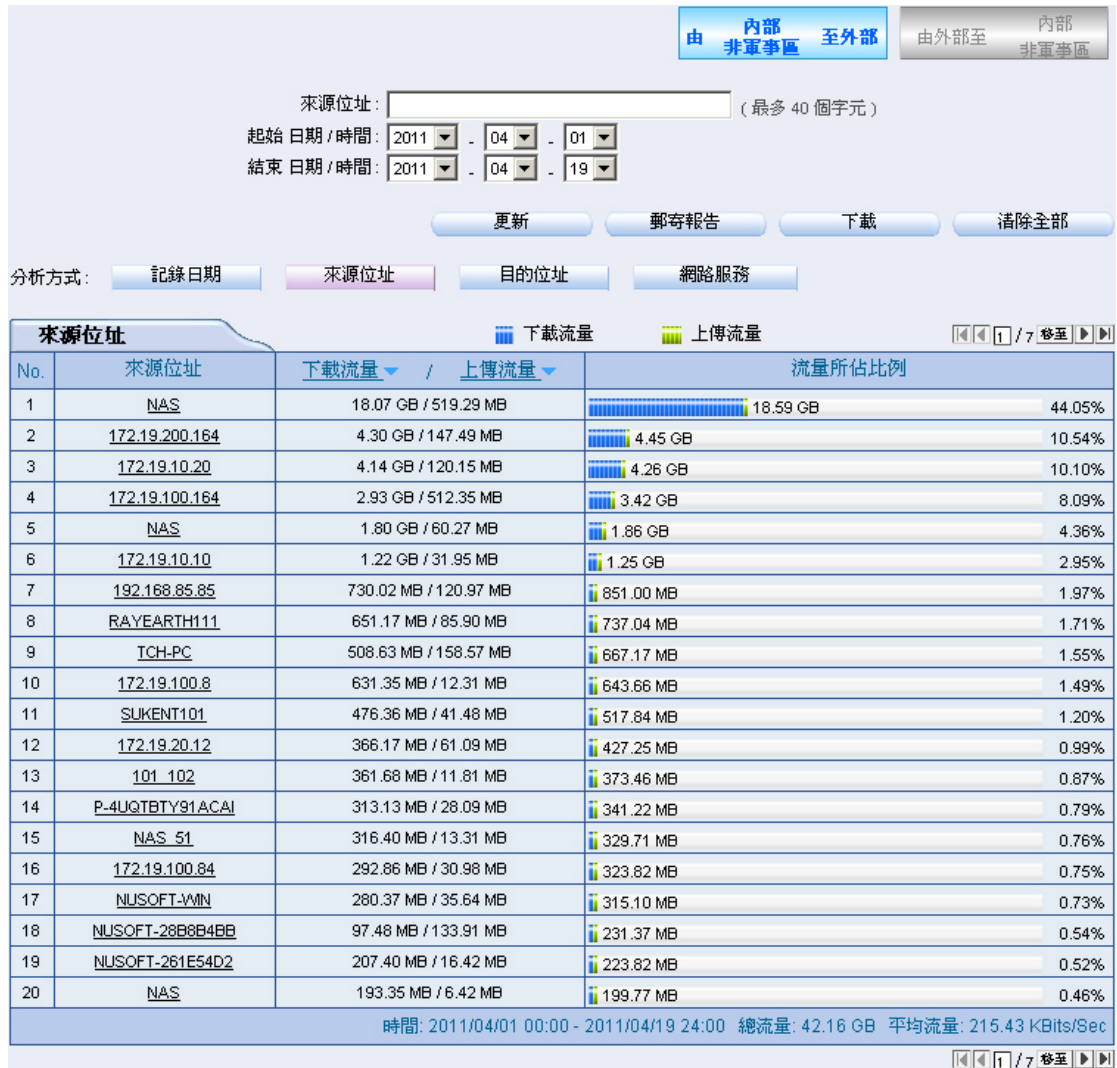 由 內部 非軍事區 至外部
由外部至 內部 非軍事區
來源位址: (最多 40 個字元)
起始 日期 / 時間: 2011 - 04 - 01
結束 日期 / 時間: 2011 - 04 - 19
更新 郵寄報告 下載 清除全部
分析方式: 記錄日期 來源位址 目的位址 網路服務
來源位址 下載流量 上傳流量 1 / 7 移至
No. 來源位址 下載流量 / 上傳流量 流量所佔比例
1 NAS 18.07 GB / 519.29 MB 18.59 GB 44.05%
2 172.19.200.164 4.30 GB / 147.49 MB 4.45 GB 10.54%
3 172.19.10.20 4.14 GB / 120.15 MB 4.26 GB 10.10%
4 172.19.100.164 2.93 GB / 512.35 MB 3.42 GB 8.09%
5 NAS 1.80 GB / 60.27 MB 1.86 GB 4.36%
6 172.19.10.10 1.22 GB / 31.95 MB 1.25 GB 2.95%
7 192.168.85.85 730.02 MB / 120.97 MB 851.00 MB 1.97%
8 RAYEARTH111 651.17 MB / 85.90 MB 737.04 MB 1.71%
9 TCH-PC 508.63 MB / 158.57 MB 667.17 MB 1.55%
10 172.19.100.8 631.35 MB / 12.31 MB 643.66 MB 1.49%
11 SUKENT101 476.36 MB / 41.48 MB 517.84 MB 1.20%
12 172.19.20.12 366.17 MB / 61.09 MB 427.25 MB 0.99%
13 101_102 361.68 MB / 11.81 MB 373.46 MB 0.87%
14 P-4UQTBTY91ACAI 313.13 MB / 28.09 MB 341.22 MB 0.79%
15 NAS_51 316.40 MB / 13.31 MB 329.71 MB 0.76%
16 172.19.100.84 292.86 MB / 30.98 MB 323.82 MB 0.75%
17 NUSOFT-WIN 280.37 MB / 35.64 MB 315.10 MB 0.73%
18 NUSOFT-28B8B4BB 97.48 MB / 133.91 MB 231.37 MB 0.54%
19 NUSOFT-261E54D2 207.40 MB / 16.42 MB 223.82 MB 0.52%
20 NAS 193.35 MB / 6.42 MB 199.77 MB 0.46%
時間: 2011/04/01 00:00 - 2011/04/19 24:00 總流量: 42.16 GB 平均流量: 215.43 KBits/Sec
1 / 7 移至